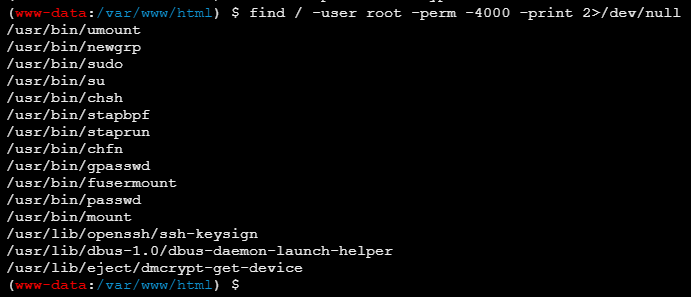 (www-data:/var/www/html) $ find / -user root -perm -4000 -print 2>/dev/null
/usr/bin/umount
/usr/bin/newgrp
/usr/bin/sudo
/usr/bin/su
/usr/bin/chsh
/usr/bin/stapbpf
/usr/bin/staprun
/usr/bin/chfn
/usr/bin/gpasswd
/usr/bin/fusermount
/usr/bin/passwd
/usr/bin/mount
/usr/lib/openssh/ssh-keysign
/usr/lib/dbus-1.0/dbus-daemon-launch-helper
/usr/lib/eject/dmcrypt-get-device
(www-data:/var/www/html) $